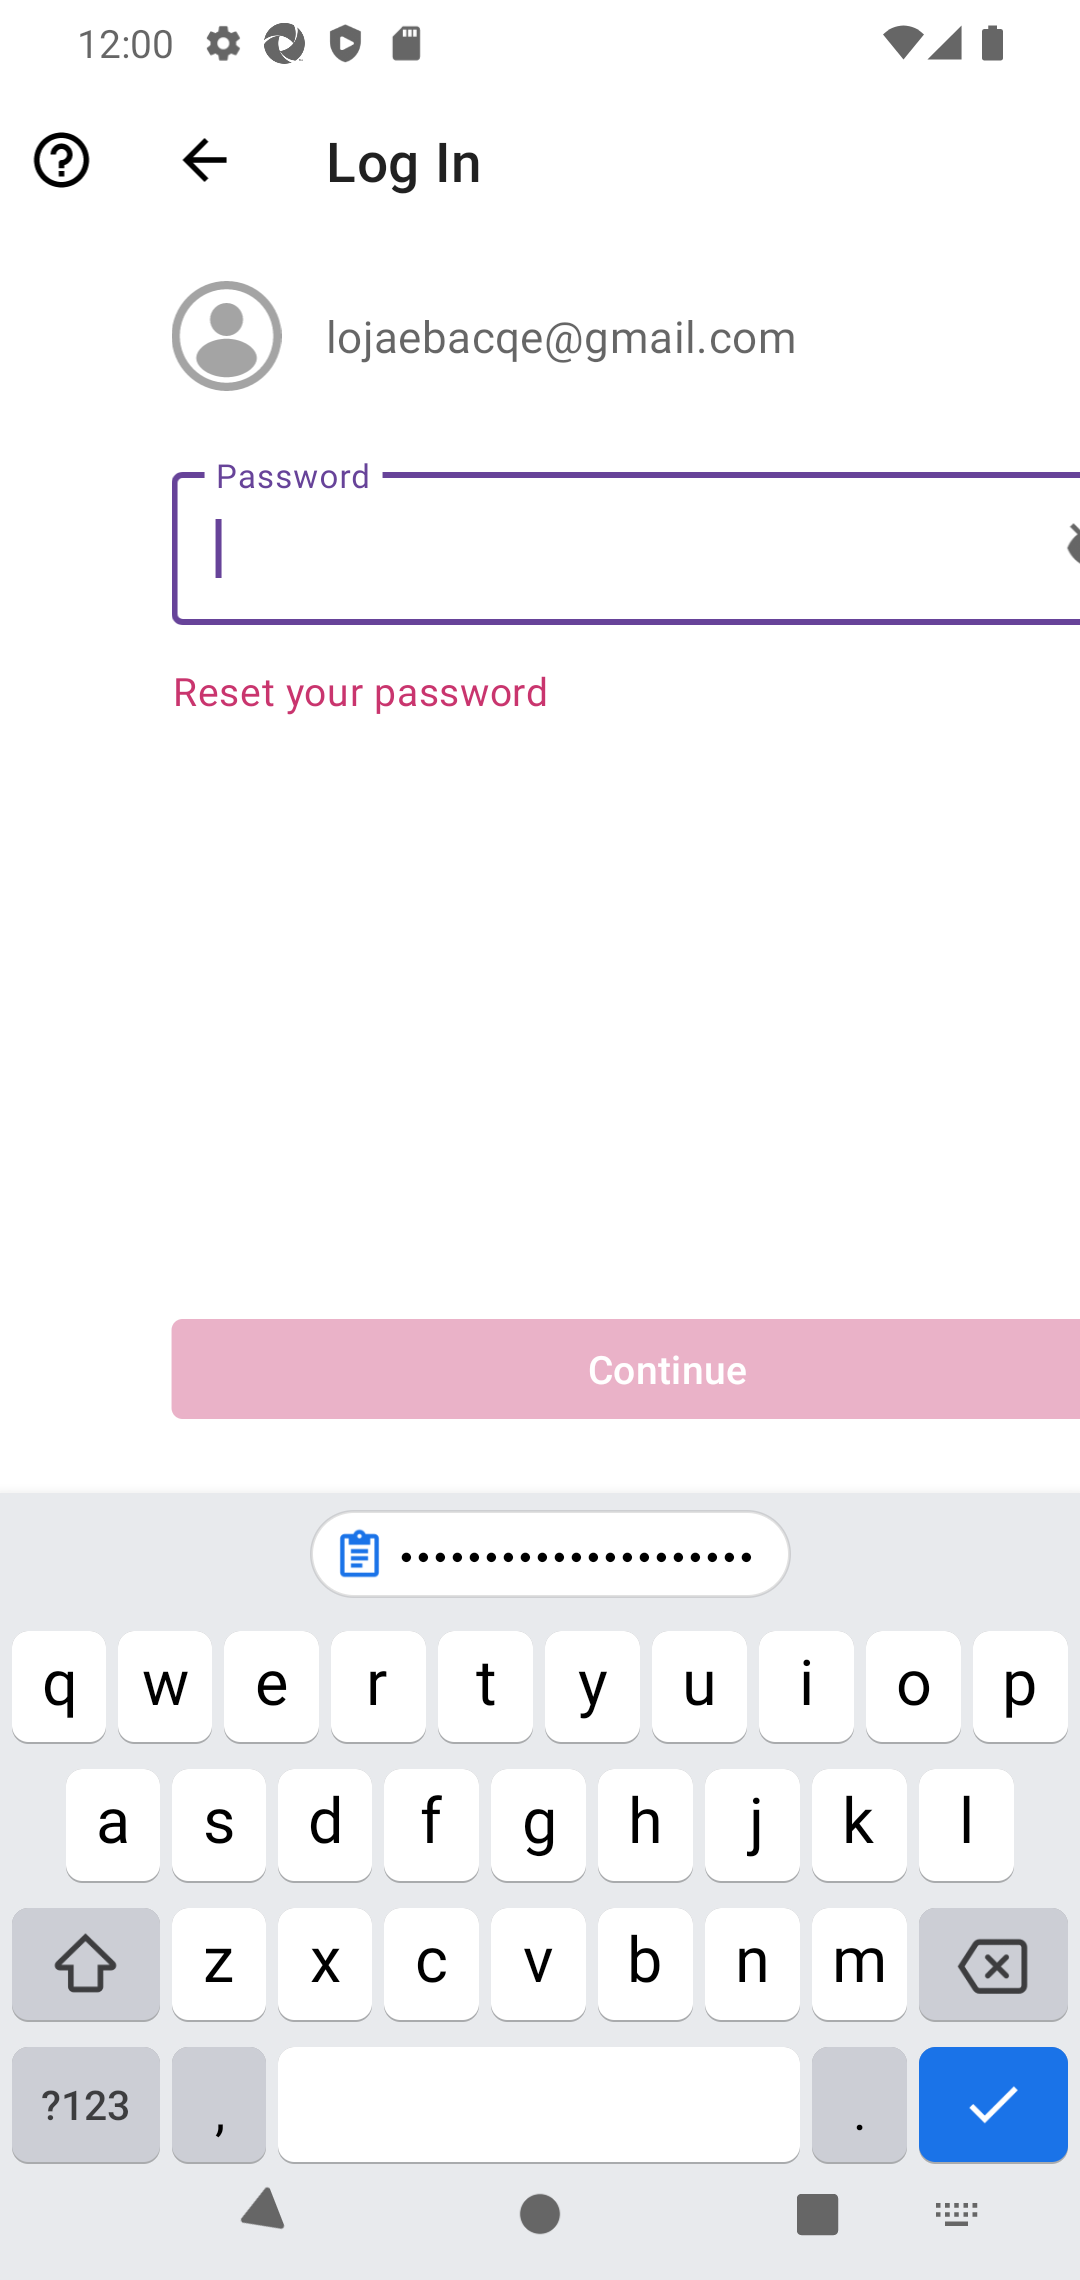 12:00
Log In
lojaebacqe@gmail.com
Password
Reset your password
Continue
•••••••••••••••••••••
q w e r t y u i o p
a s d f g h j k l
z x c v b n m
?123 , .